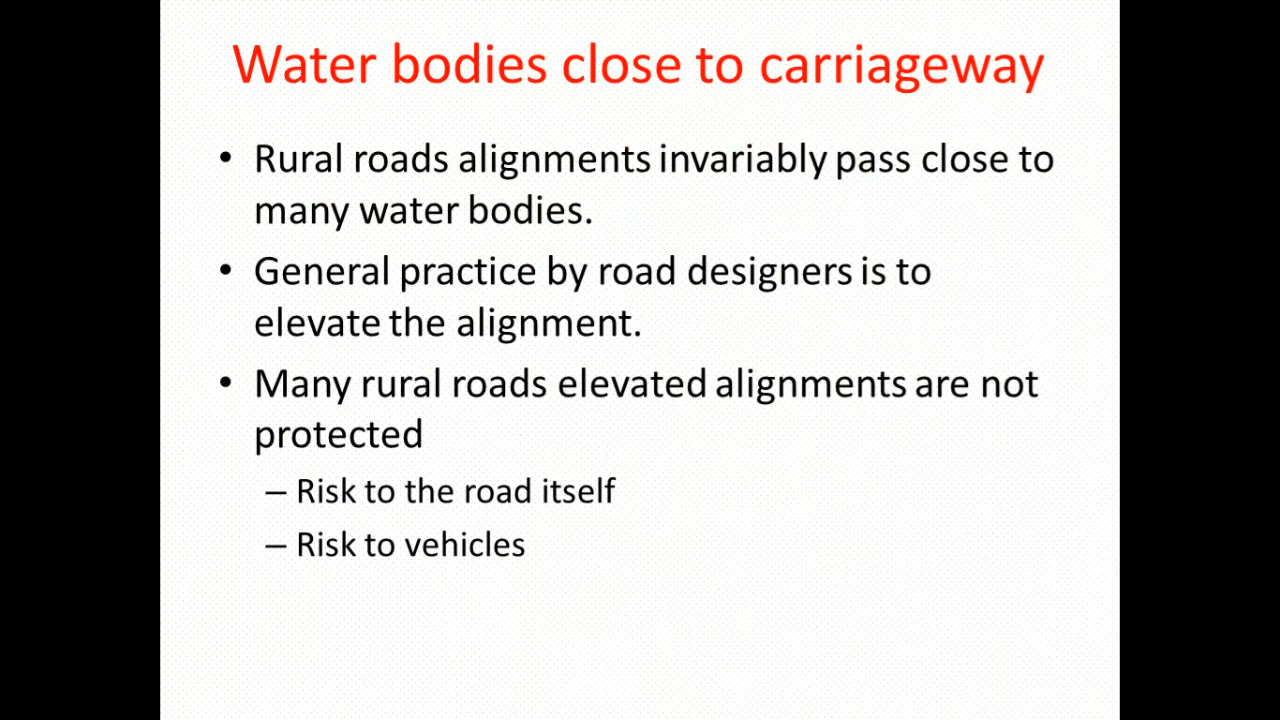 Water bodies close to carriageway
• Rural roads alignments invariably pass close to
many water bodies.
• General practice by road designers is to
elevate the alignment.
• Many rural roads elevated alignments are not
protected
– Risk to the road itself
– Risk to vehicles